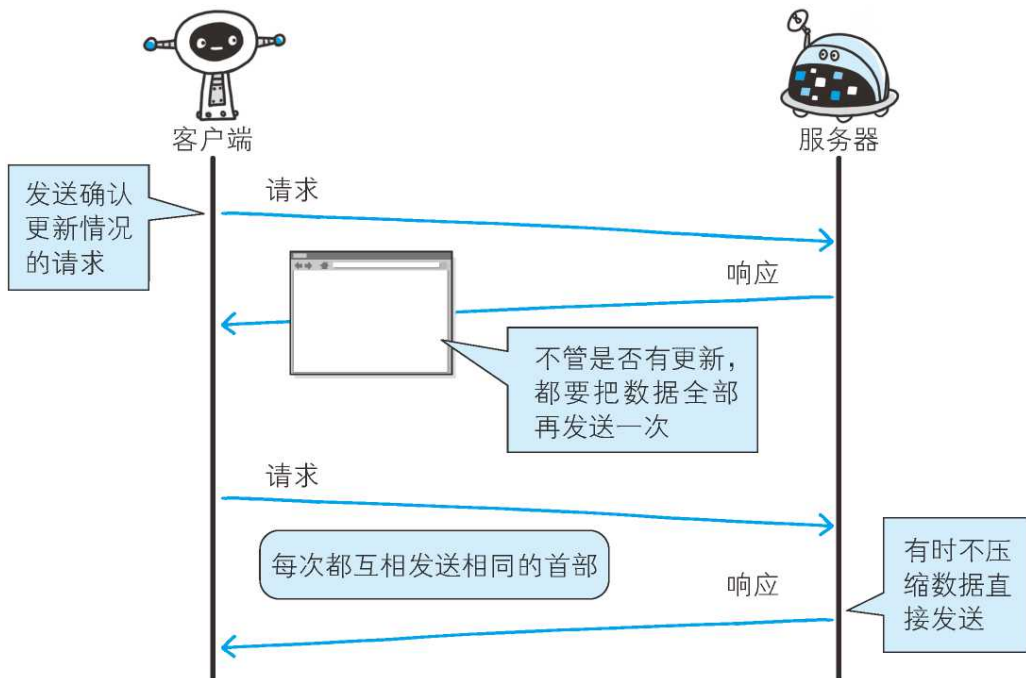 客户端
服务器
发送确认
更新情况
的请求
请求
响应
不管是否有更新，
都要把数据全部
再发送一次
请求
每次都互相发送相同的首部
响应
有时不压
缩数据直
接发送